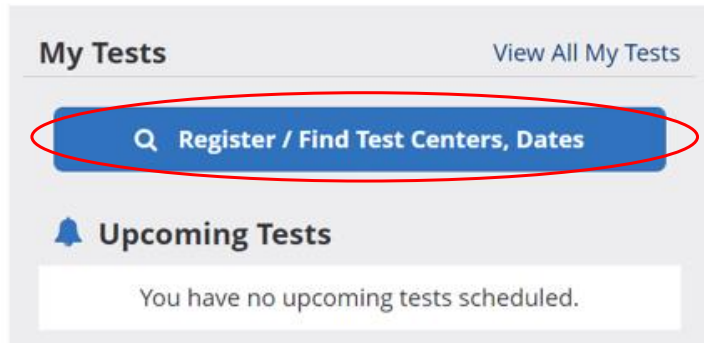 My Tests View All My Tests
Register / Find Test Centers, Dates
Upcoming Tests
You have no upcoming tests scheduled.